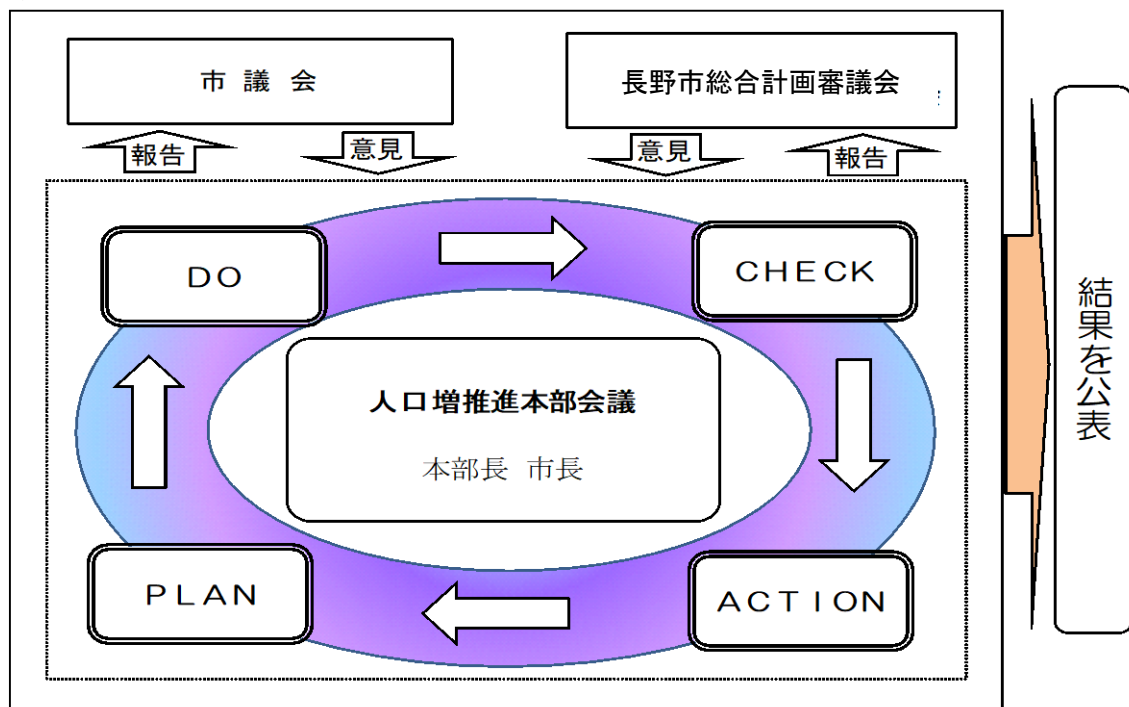 市議会
長野市総合計画審議会
報告
意見
意見
報告
DO
CHECK
人口増推進本部会議
本部長 市長
PLAN
ACTION
結果を公表